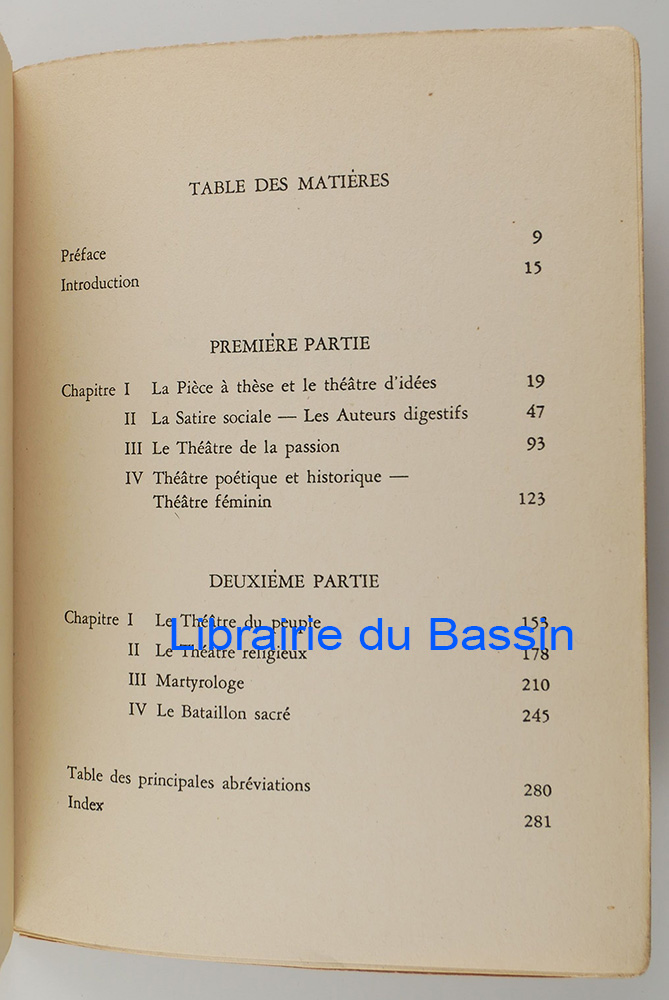 TABLE DES MATIÈRES
Préface 9
Introduction 15
PREMIÈRE PARTIE
Chapitre I La Pièce à thèse et le théâtre d'idées 19
II La Satire sociale — Les Auteurs digestifs 47
III Le Théâtre de la passion 93
IV Théâtre poétique et historique —
Théâtre féminin 123
DEUXIÈME PARTIE
Chapitre I Le Théâtre du peuple 153
Librairie du Bassin
II Le Théâtre religieux 178
III Martyrologe 210
IV Le Bataillon sacré 245
Table des principales abréviations 280
Index 281